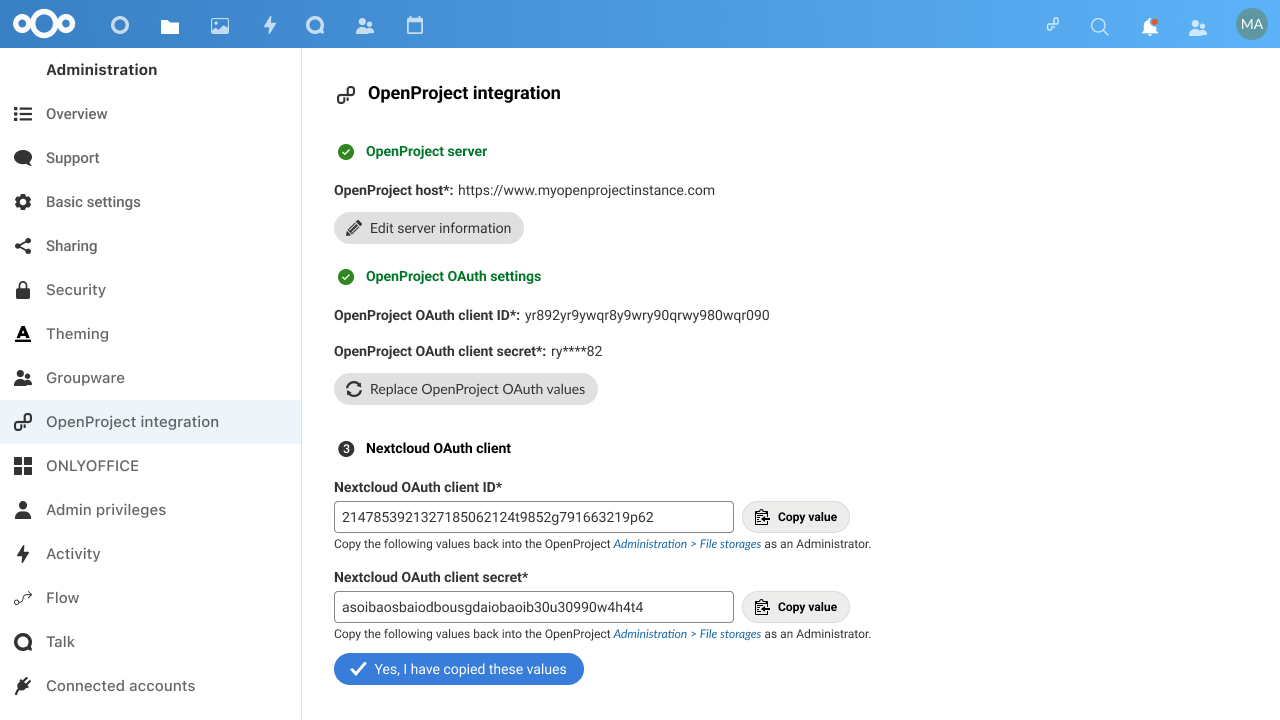 MA
Administration
Overview
Support
Basic settings
Sharing
Security
Theming
Groupware
OpenProject integration
ONLYOFFICE
Admin privileges
Activity
Flow
Talk
Connected accounts
OpenProject integration
OpenProject server
OpenProject host*: https://www.myopenprojectinstance.com
Edit server information
OpenProject OAuth settings
OpenProject OAuth client ID*: yr892yr9ywqr8y9wry90qrwy980wqr090
OpenProject OAuth client secret*: ry****82
Replace OpenProject OAuth values
3 Nextcloud OAuth client
Nextcloud OAuth client ID*
2147853921327185062124t9852g791663219p62 Copy value
Copy the following values back into the OpenProject Administration > File storages as an Administrator.
Nextcloud OAuth client secret*
asoibaosbaiodbousgdaiobaoib30u30990w4h4t4 Copy value
Copy the following values back into the OpenProject Administration > File storages as an Administrator.
Yes, I have copied these values